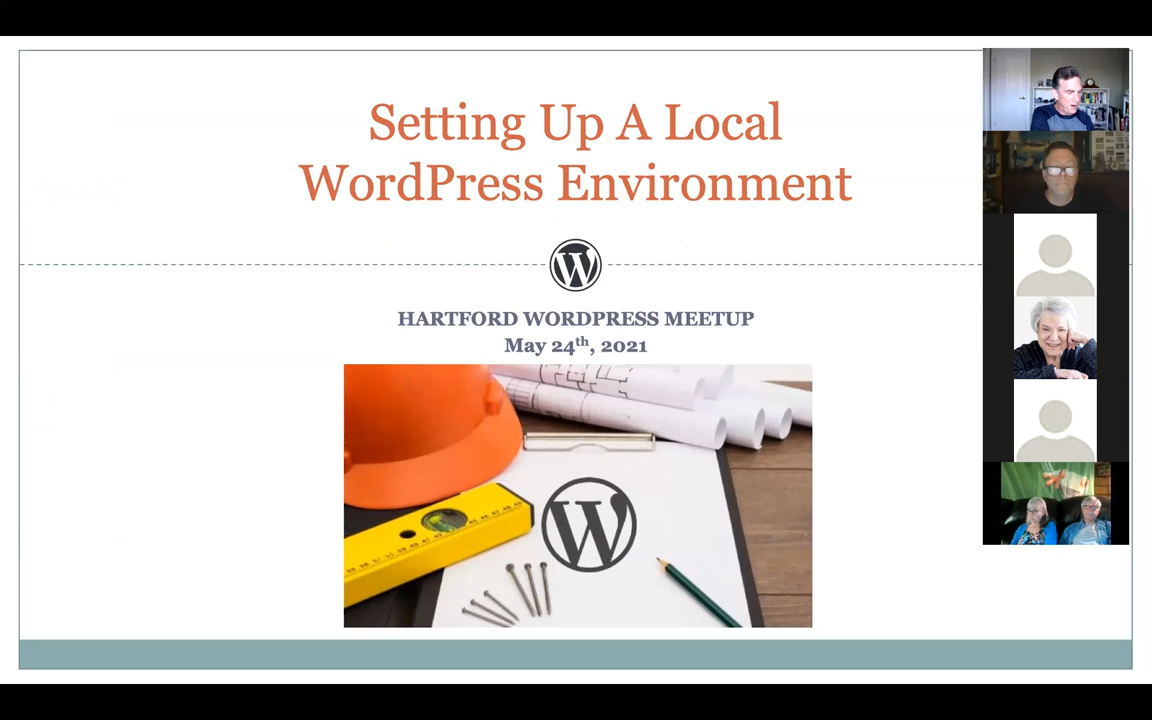 Setting Up A Local
WordPress Environment
HARTFORD WORDPRESS MEETUP
May 24th, 2021